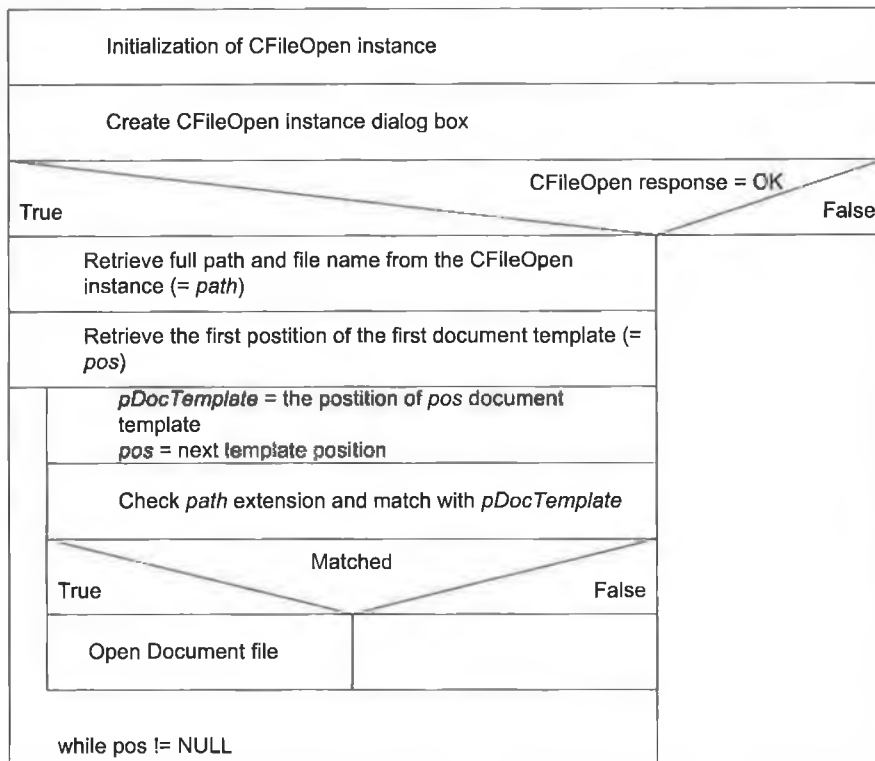 Initialization of CFileOpen instance
Create CFileOpen instance dialog box
CFileOpen response = OK
True
False
Retrieve full path and file name from the CFileOpen
instance (= path)
Retrieve the first postition of the first document template (=
pos)
pDocTemplate = the postition of pos document
template
pos = next template position
Check path extension and match with pDocTemplate
Matched
True
False
Open Document file
while pos != NULL